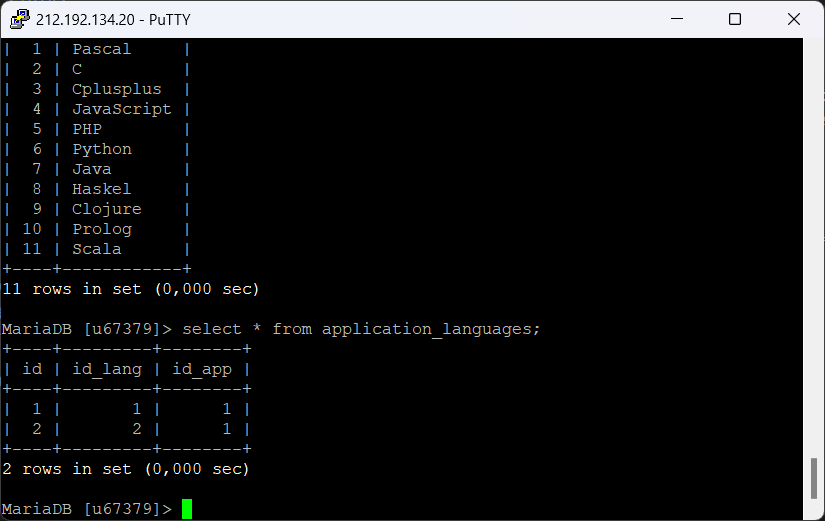 212.192.134.20 - PuTTY
|  1 | Pascal     |
|  2 | C          |
|  3 | Cplusplus  |
|  4 | JavaScript |
|  5 | PHP        |
|  6 | Python     |
|  7 | Java       |
|  8 | Haskel     |
|  9 | Clojure    |
| 10 | Prolog     |
| 11 | Scala      |
+----+------------+
11 rows in set (0,000 sec)
MariaDB [u67379]> select * from application_languages;
+----+---------+--------+
| id | id_lang | id_app |
+----+---------+--------+
|  1 |       1 |      1 |
|  2 |       2 |      1 |
+----+---------+--------+
2 rows in set (0,000 sec)
MariaDB [u67379]>